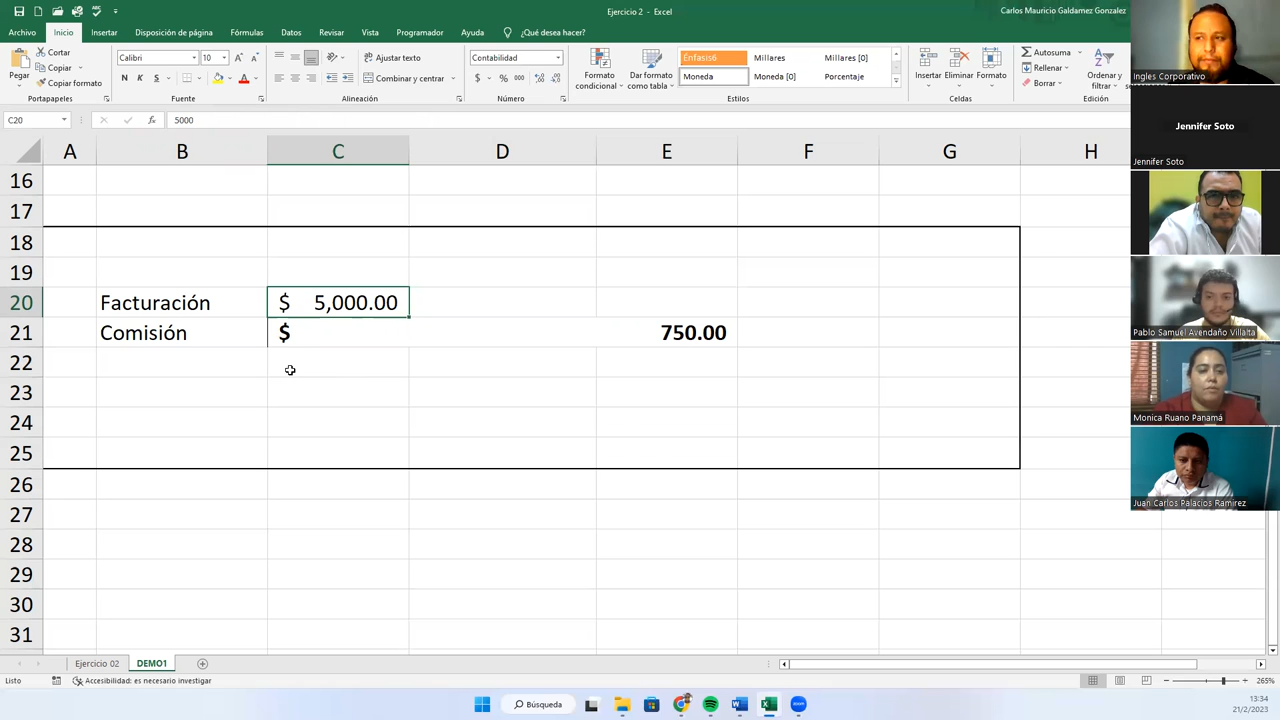 Ejercicio 2 - Excel
Carlos Mauricio Galdamez Gonzalez
Archivo Inicio Insertar Disposición de página Fórmulas Datos Revisar Vista Programador Ayuda ¿Qué desea hacer?
Pegar
Cortar
Copiar
Copiar formato
Portapapeles
Calibri 10
N K S
Fuente
Ajustar texto
Combinar y centrar
Alineación
Contabilidad
$ % 000
Número
Formato condicional
Dar formato como tabla
Énfasis6 Millares Millares [0]
Moneda Moneda [0] Porcentaje
Estilos
Insertar Eliminar Formato
Celdas
Autosuma
Rellenar
Borrar
Ordenar y filtrar
Edición
C20 fx 5000
A B C D E F G H
16
17
18
19
20 Facturación $ 5,000.00
21 Comisión $ 750.00
22
23
24
25
26
27
28
29
30
31
Ejercicio 02 DEMO1
Listo Accesibilidad: es necesario investigar 265%
Búsqueda
13:34
21/2/2023
Ingles Corporativo
Jennifer Soto
Jennifer Soto
Pablo Samuel Avendaño Villalta
Monica Ruano Panamá
Juan Carlos Palacios Ramirez